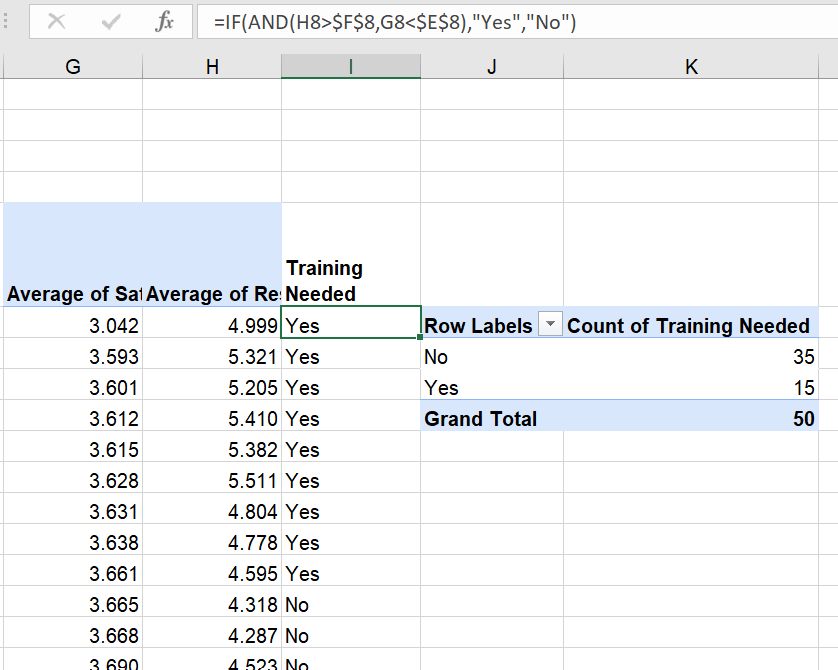 fx =IF(AND(H8>$F$8,G8<$E$8),"Yes","No")
G H I J K
Training
Average of Sat Average of Res Needed
3.042 4.999 Yes Row Labels Count of Training Needed
3.593 5.321 Yes No 35
3.601 5.205 Yes Yes 15
3.612 5.410 Yes Grand Total 50
3.615 5.382 Yes
3.628 5.511 Yes
3.631 4.804 Yes
3.638 4.778 Yes
3.661 4.595 Yes
3.665 4.318 No
3.668 4.287 No
3.690 4.523 No